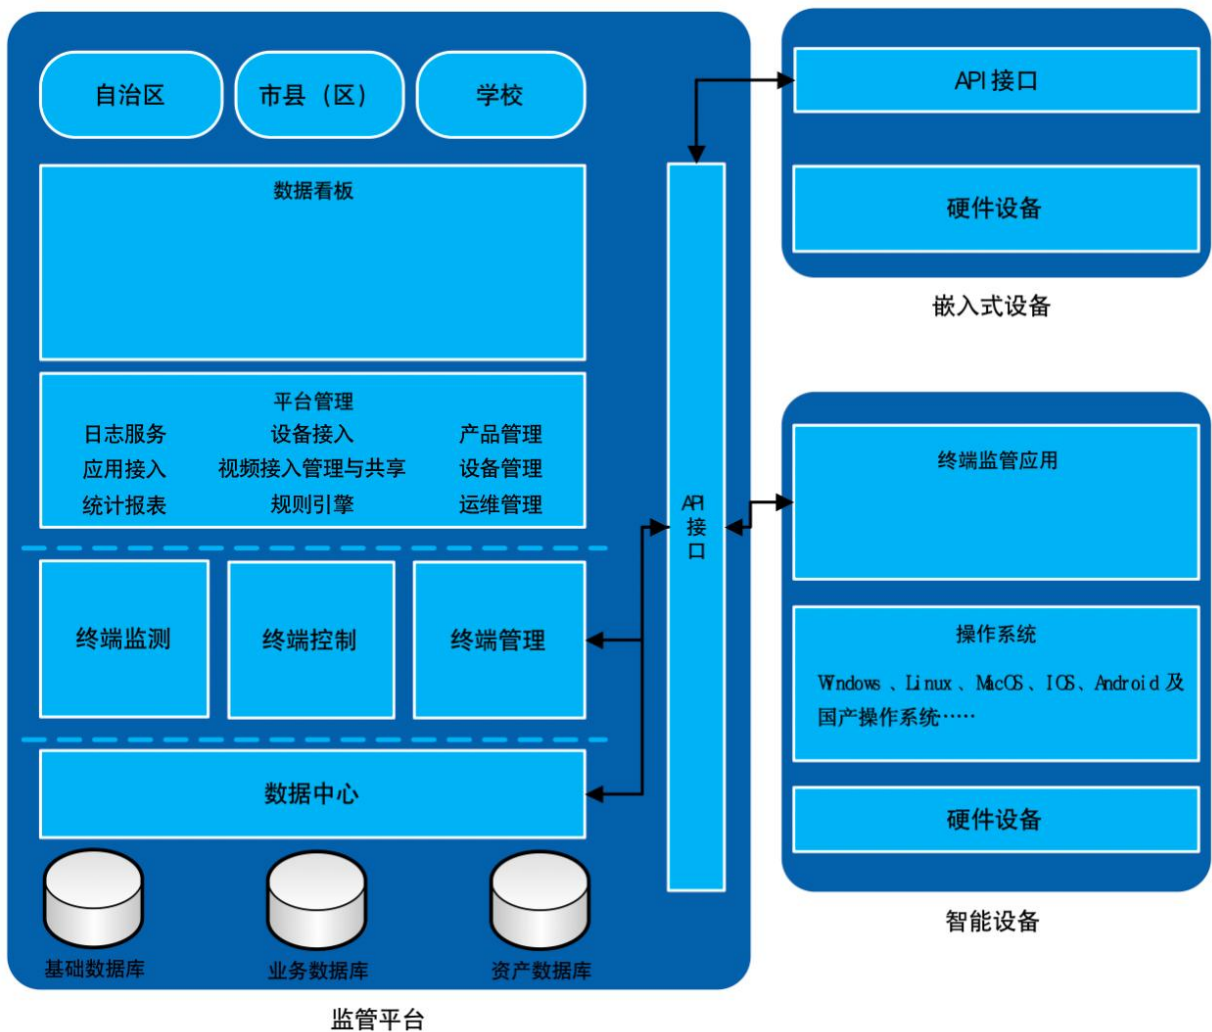 自治区
市县（区）
学校
数据看板
平台管理
日志服务 设备接入 产品管理
应用接入 视频接入管理与共享 设备管理
统计报表 规则引擎 运维管理
终端监测
终端控制
终端管理
数据中心
基础数据库
业务数据库
资产数据库
监管平台
API
接
口
API 接口
硬件设备
嵌入式设备
终端监管应用
操作系统
Windows 、Linux 、MacOS 、IOS、Android 及
国产操作系统……
硬件设备
智能设备